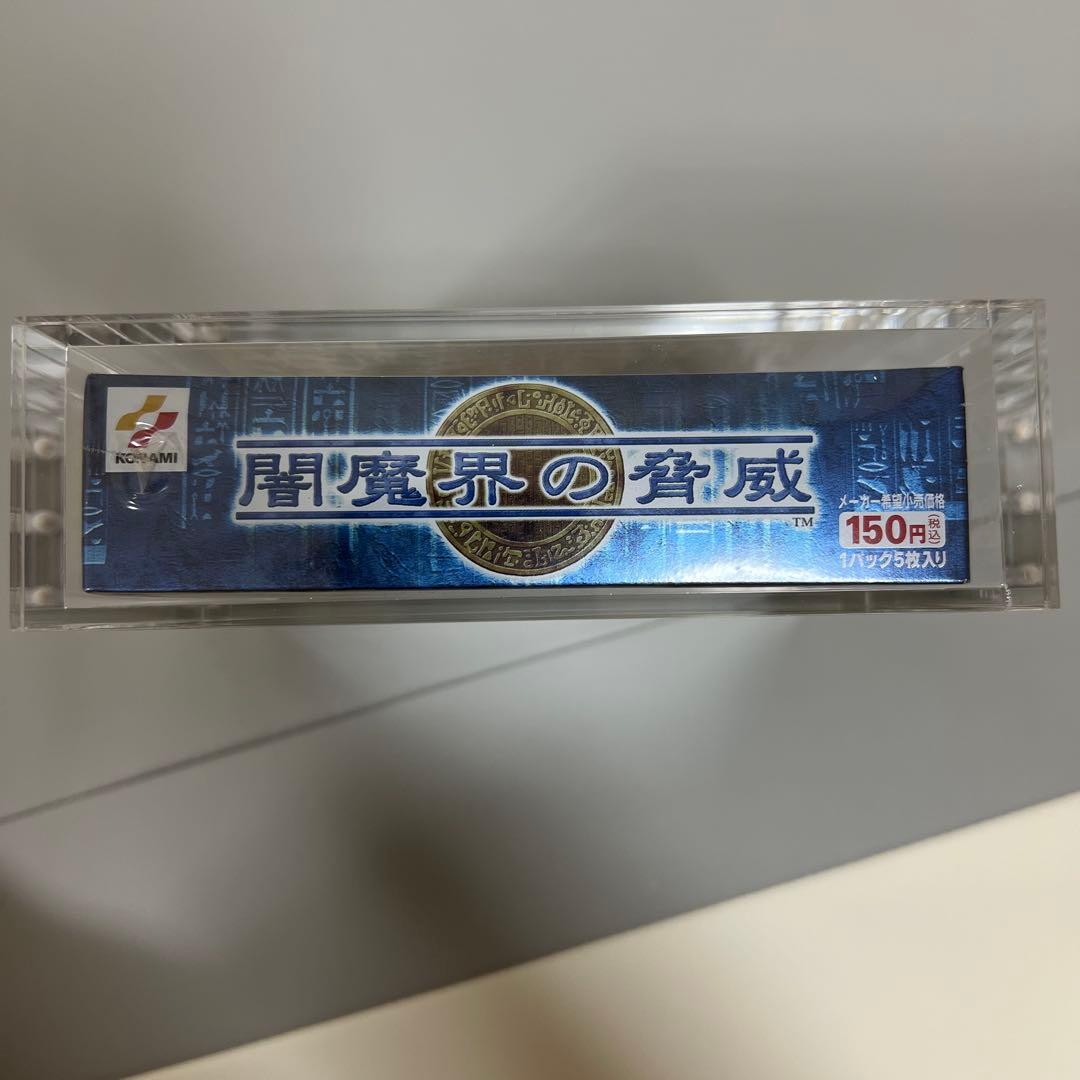 KONAMI
闇魔界の脅威
TM
メーカー希望小売価格
150円(税込)
1パック5枚入り